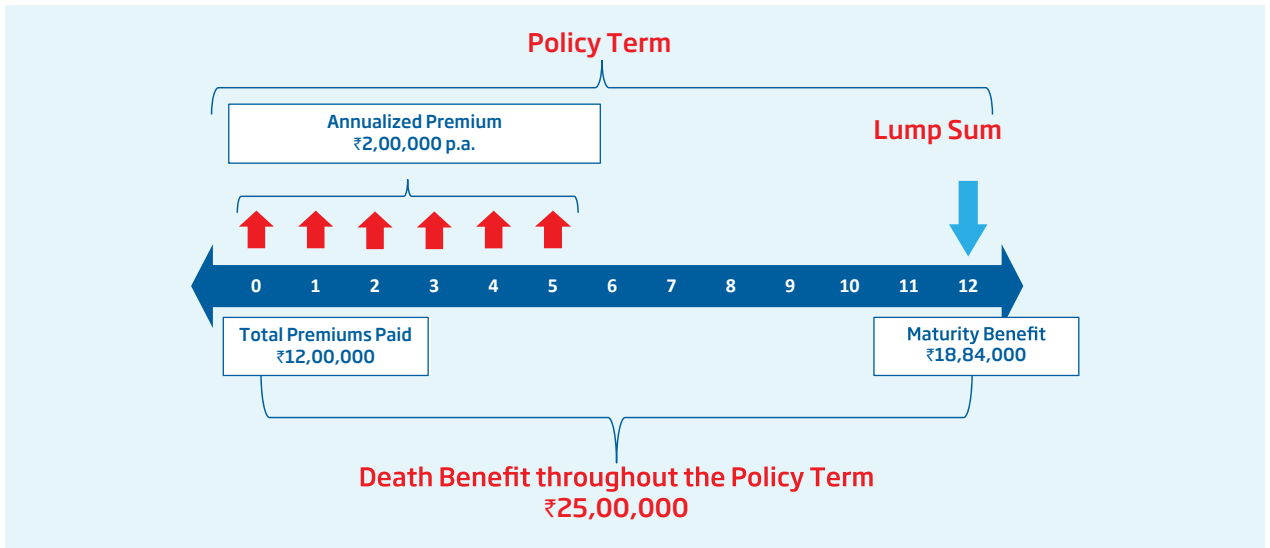 Policy Term
Annualized Premium
₹2,00,000 p.a.
Lump Sum
0 1 2 3 4 5 6 7 8 9 10 11 12
Total Premiums Paid
₹12,00,000
Maturity Benefit
₹18,84,000
Death Benefit throughout the Policy Term
₹25,00,000